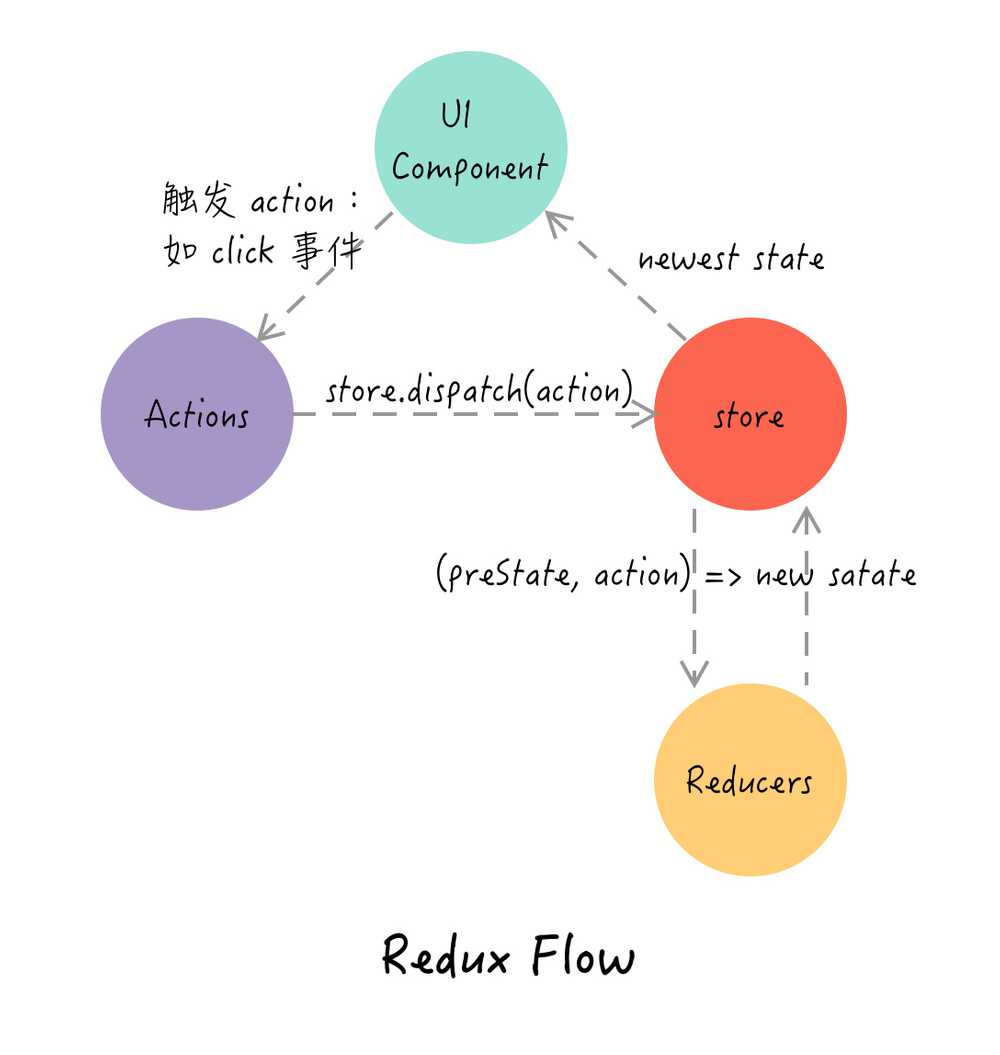 UI
Component
触发 action：
如 click 事件
newest state
store.dispatch(action)
Actions
store
(preState, action) => new satate
Reducers
Redux Flow